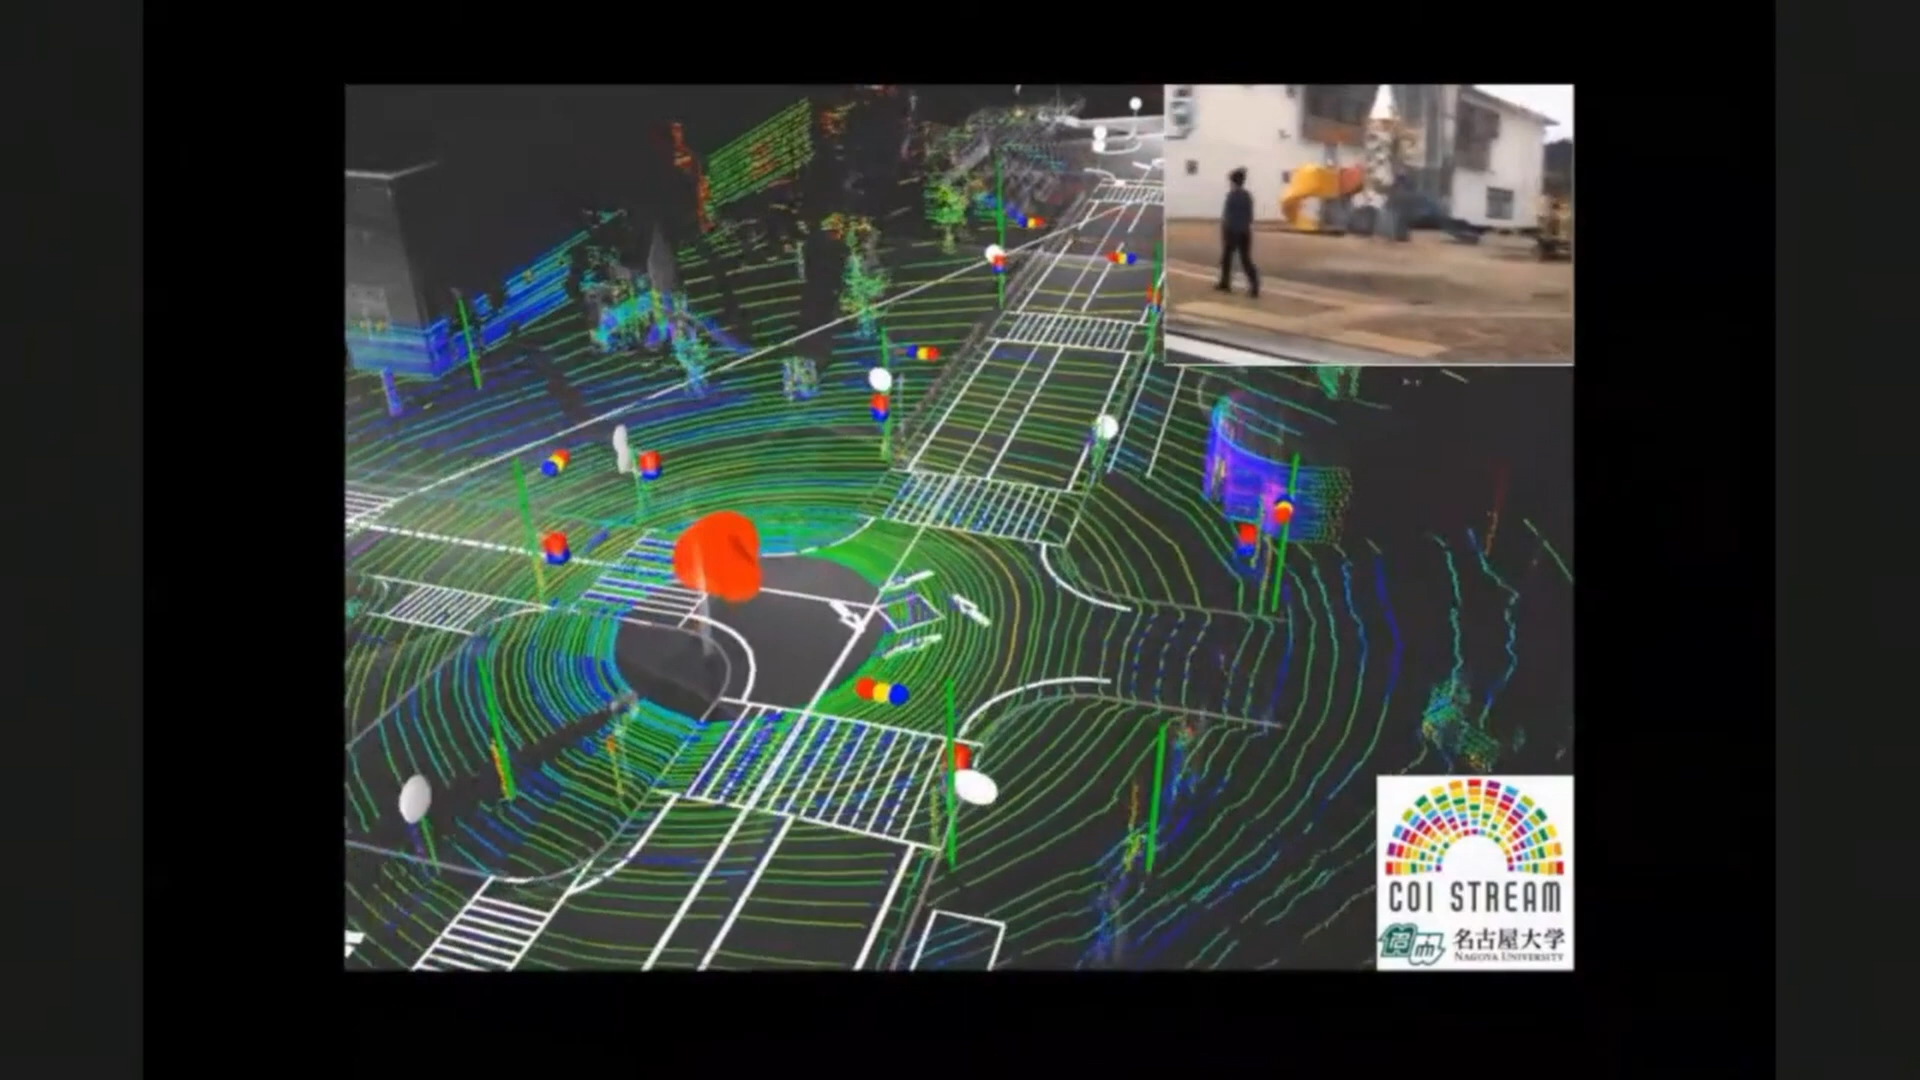 COI STREAM
名古屋大学
NAGOYA UNIVERSITY